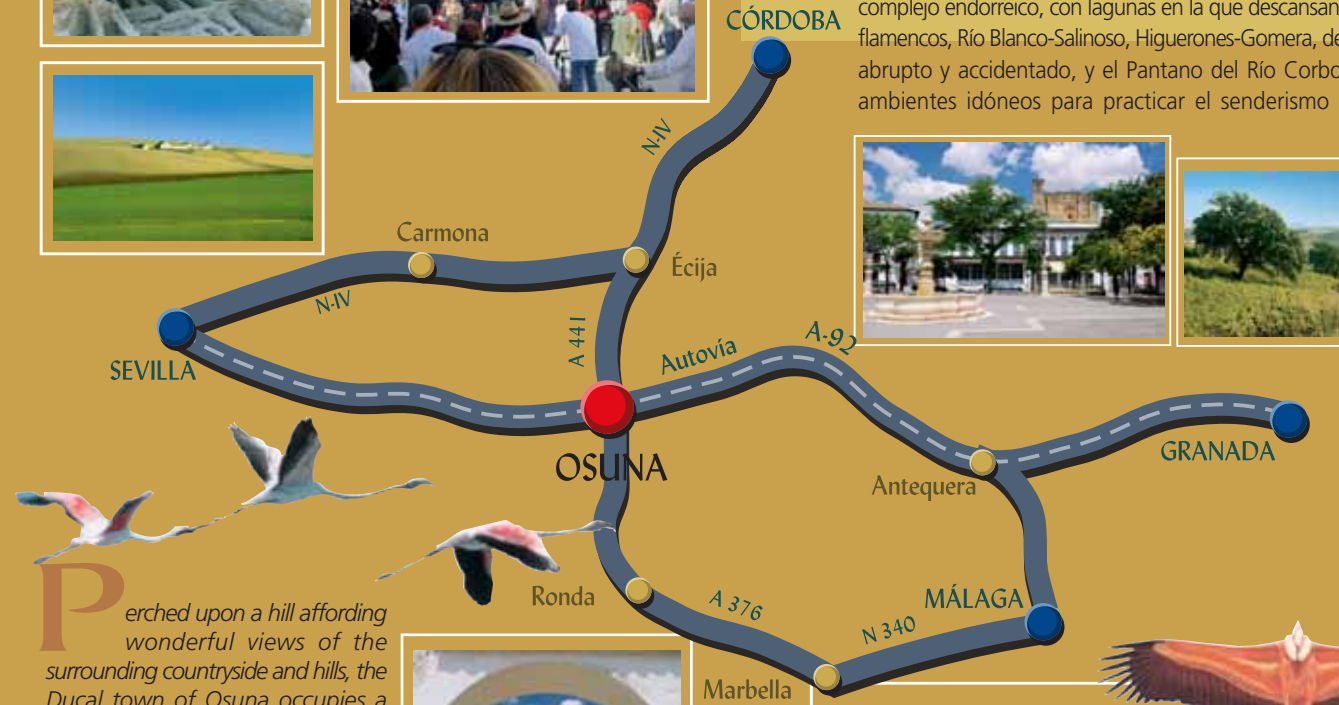 complejo endorreico, con lagunas en la que descansan
flamencos, Río Blanco-Salinoso, Higuerones-Gomera, de
abrupto y accidentado, y el Pantano del Río Corbo
ambientes idóneos para practicar el senderismo
CÓRDOBA
N-IV
Carmona
Écija
N-IV
SEVILLA
A 441
Autovía
A-92
OSUNA
GRANADA
Antequera
Ronda
A 376
N 340
MÁLAGA
Marbella
Perched upon a hill affording
wonderful views of the
surrounding countryside and hills, the
Ducal town of Osuna occupies a